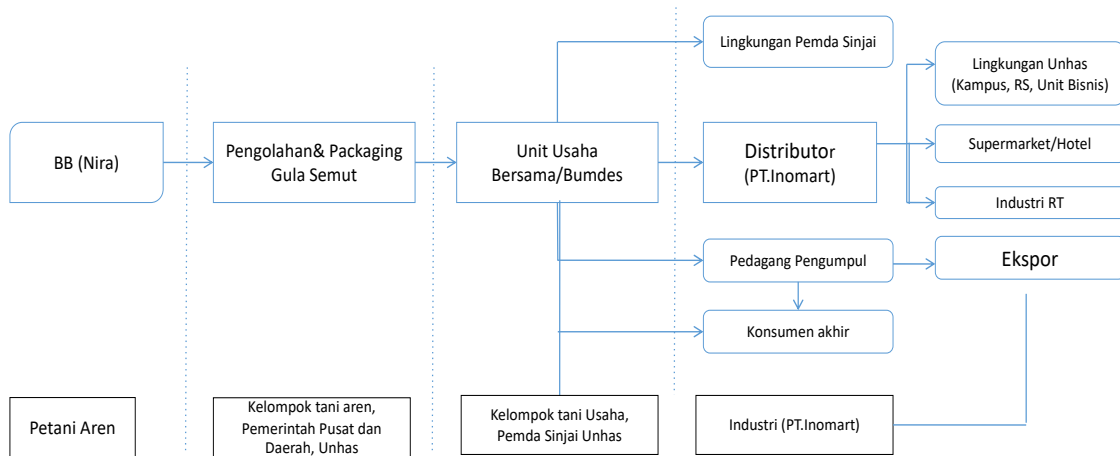 Lingkungan Pemda Sinjai
Lingkungan Unhas
(Kampus, RS, Unit Bisnis)
BB (Nira)
Pengolahan& Packaging
Gula Semut
Unit Usaha
Bersama/Bumdes
Distributor
(PT.Inomart)
Supermarket/Hotel
Industri RT
Pedagang Pengumpul
Ekspor
Konsumen akhir
Petani Aren
Kelompok tani aren,
Pemerintah Pusat dan
Daerah, Unhas
Kelompok tani Usaha,
Pemda Sinjai Unhas
Industri (PT.Inomart)